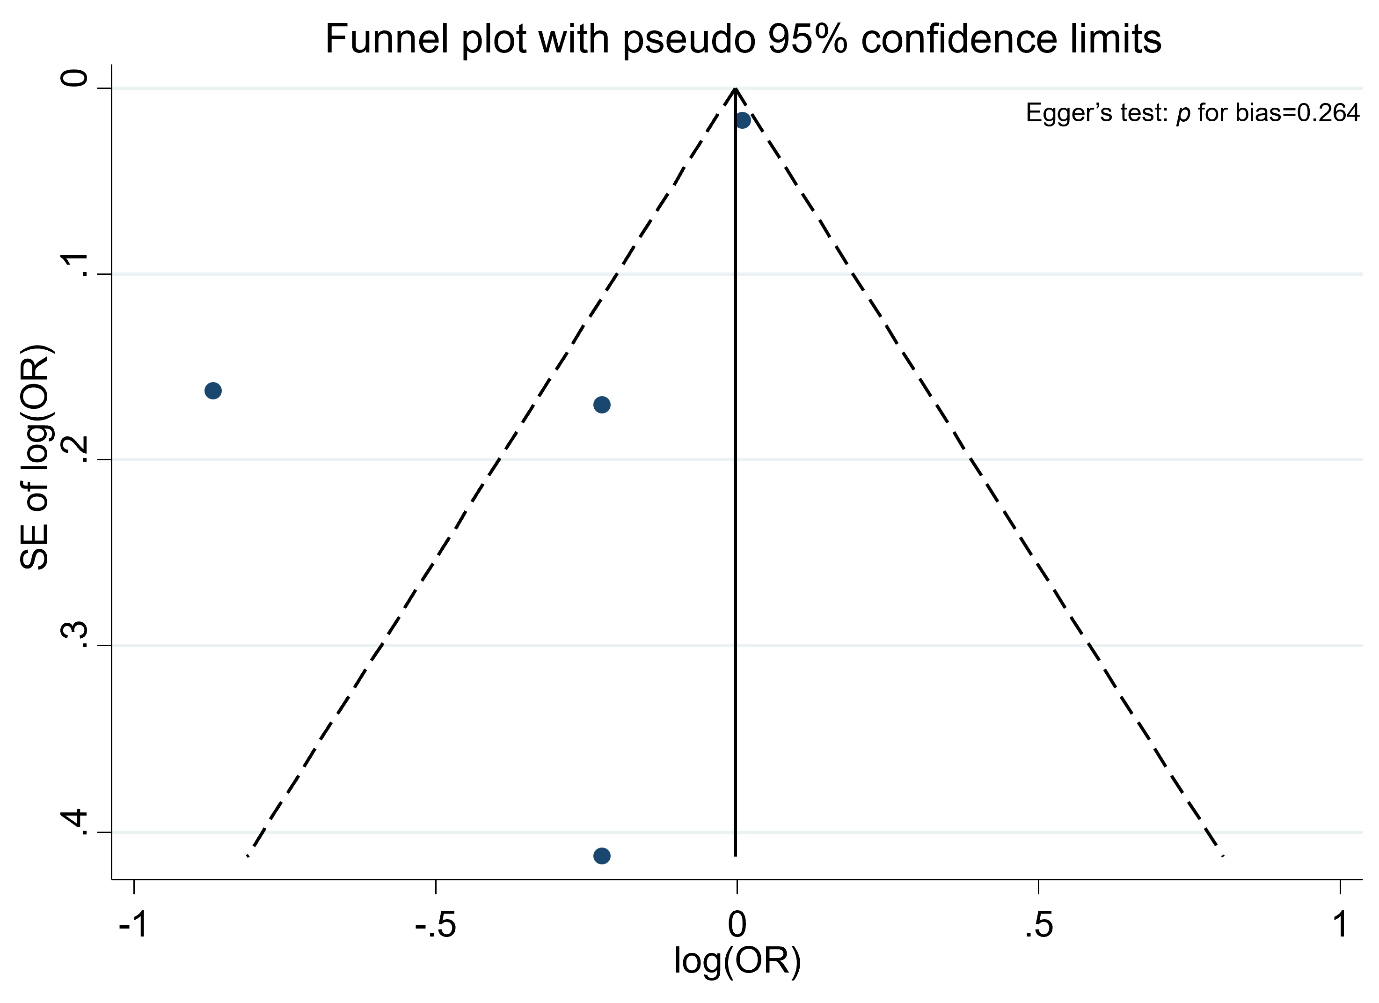 Funnel plot with pseudo 95% confidence limits
Egger’s test: p for bias=0.264
SE of log(OR)
0
.1
.2
.3
.4
-1
-.5
0
.5
1
log(OR)